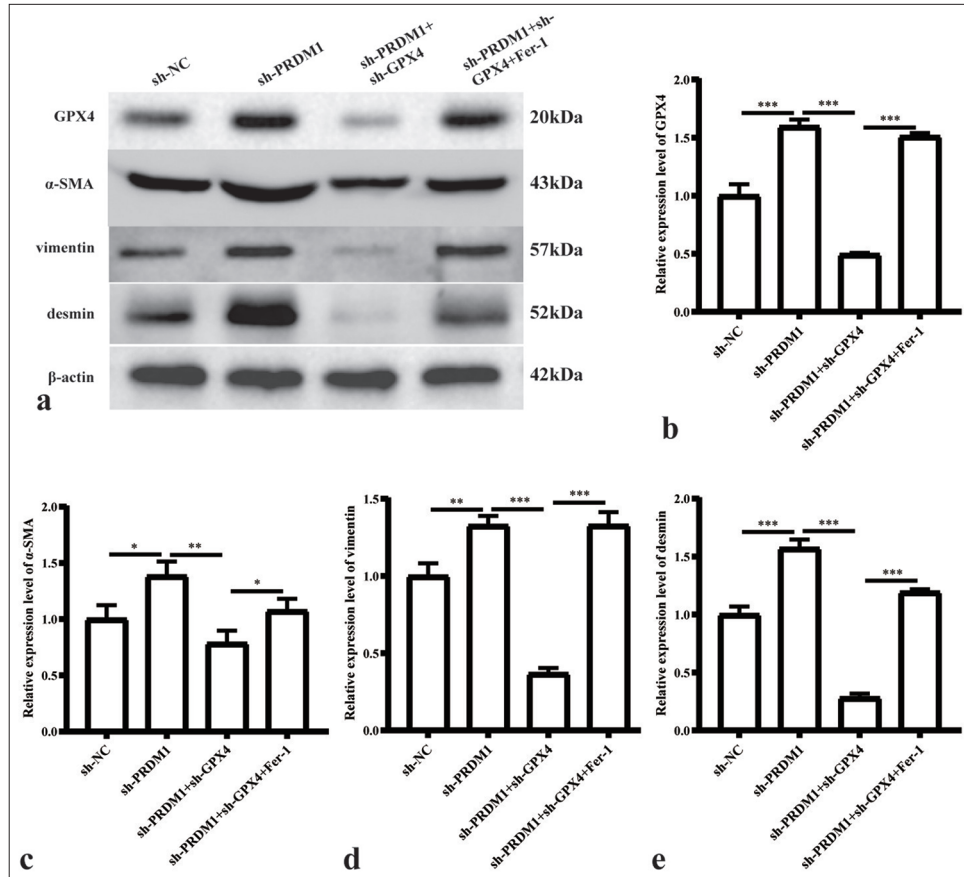 sh-NC
sh-PRDM1
sh-PRDM1+
sh-GPX4
sh-PRDM1+sh-
GPX4+Fer-1
GPX4
20kDa
α-SMA
43kDa
vimentin
57kDa
desmin
52kDa
β-actin
42kDa
a
Relative expression level of GPX4
2.0
1.5
1.0
0.5
0.0
***
***
***
sh-NC
sh-PRDM1
sh-PRDM1+sh-GPX4
sh-PRDM1+sh-GPX4+Fer-1
b
Relative expression level of α-SMA
2.0
1.5
1.0
0.5
0.0
*
**
*
sh-NC
sh-PRDM1
sh-PRDM1+sh-GPX4
sh-PRDM1+sh-GPX4+Fer-1
c
Relative expression level of vimentin
1.5
1.0
0.5
0.0
**
***
***
sh-NC
sh-PRDM1
sh-PRDM1+sh-GPX4
sh-PRDM1+sh-GPX4+Fer-1
d
Relative expression level of desmin
2.0
1.5
1.0
0.5
0.0
***
***
***
sh-NC
sh-PRDM1
sh-PRDM1+sh-GPX4
sh-PRDM1+sh-GPX4+Fer-1
e